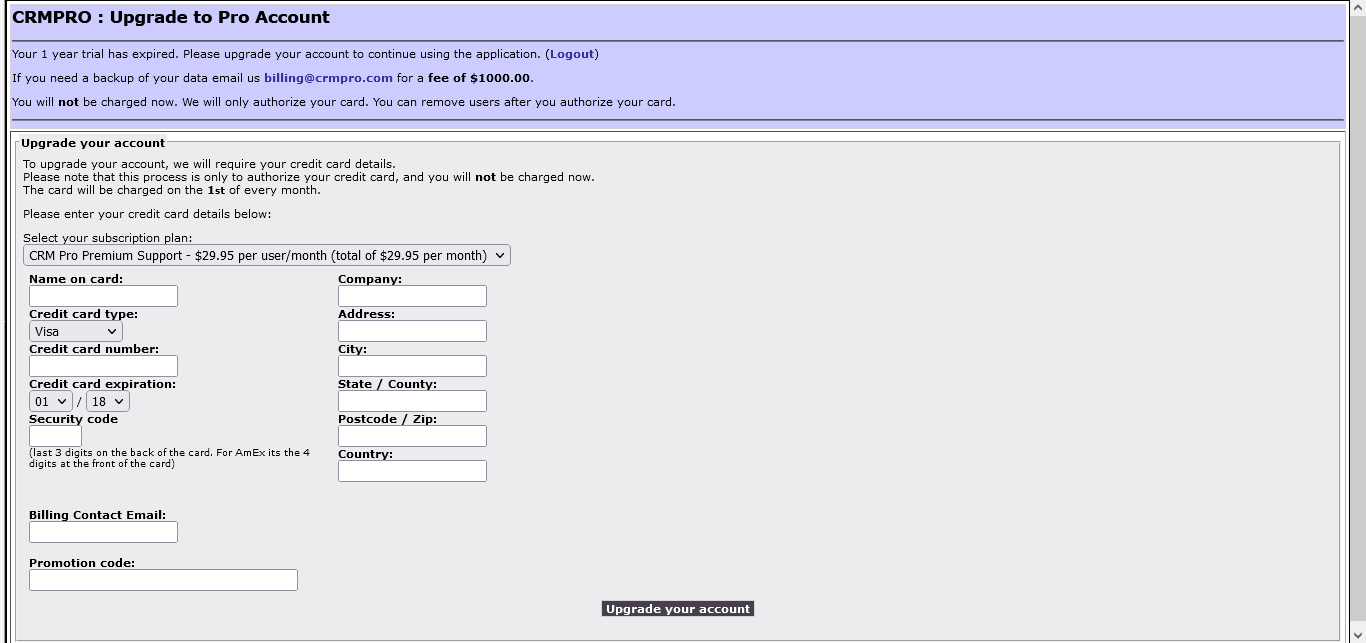 CRMPRO : Upgrade to Pro Account
Your 1 year trial has expired. Please upgrade your account to continue using the application. (Logout)
If you need a backup of your data email us billing@crmpro.com for a fee of $1000.00.
You will not be charged now. We will only authorize your card. You can remove users after you authorize your card.
Upgrade your account
To upgrade your account, we will require your credit card details.
Please note that this process is only to authorize your credit card, and you will not be charged now.
The card will be charged on the 1st of every month.
Please enter your credit card details below:
Select your subscription plan:
CRM Pro Premium Support - $29.95 per user/month (total of $29.95 per month)
Name on card:
Credit card type:
Visa
Credit card number:
Credit card expiration:
01 / 18
Security code
(last 3 digits on the back of the card. For AmEx its the 4
digits at the front of the card)
Company:
Address:
City:
State / County:
Postcode / Zip:
Country:
Billing Contact Email:
Promotion code:
Upgrade your account